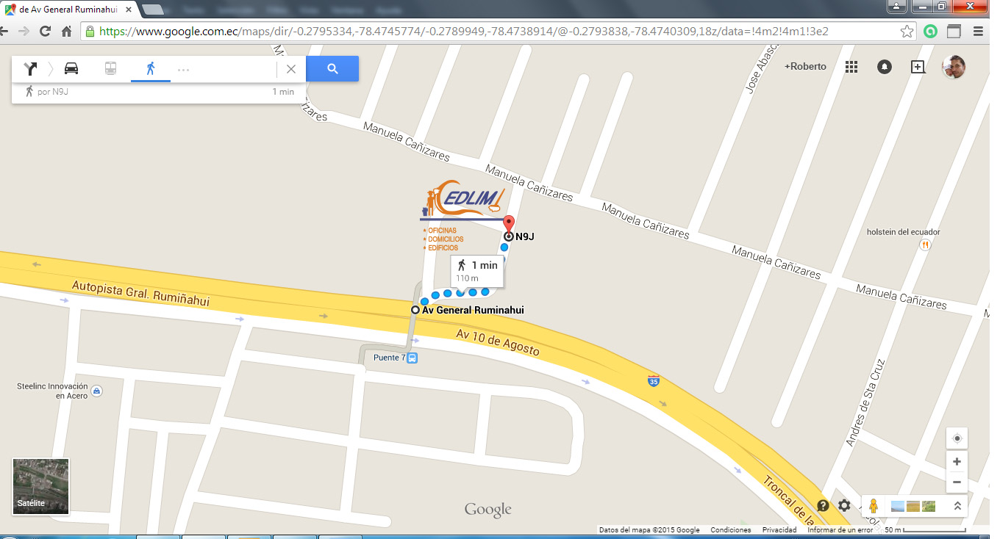 de Av General Ruminahui
https://www.google.com.ec/maps/dir/-0.2795334,-78.4745774/-0.2789949,-78.4738914/@-0.2793838,-78.4740309,18z/data=!4m2!4m1!3e2
+Roberto
por N9J
1 min
Jose Abasc
izares
Manuela Cañizares
Manuela Cañizares
Manuela Cañizares
Manuela Cañizares
Manuela Cañizares
EDLIM
• OFICINAS
• DOMICILIOS
• EDIFICIOS
N9J
holstein del ecuador
1 min
110 m
Autopista Gral. Rumiñahui
Av General Ruminahui
Av 10 de Agosto
Puente 7
35
Steelinc Innovación
en Acero
Andres de Sta Cruz
Troncal de la
Satélite
Google
Datos del mapa ©2015 Google
Condiciones
Privacidad
Informar de un error
50 m